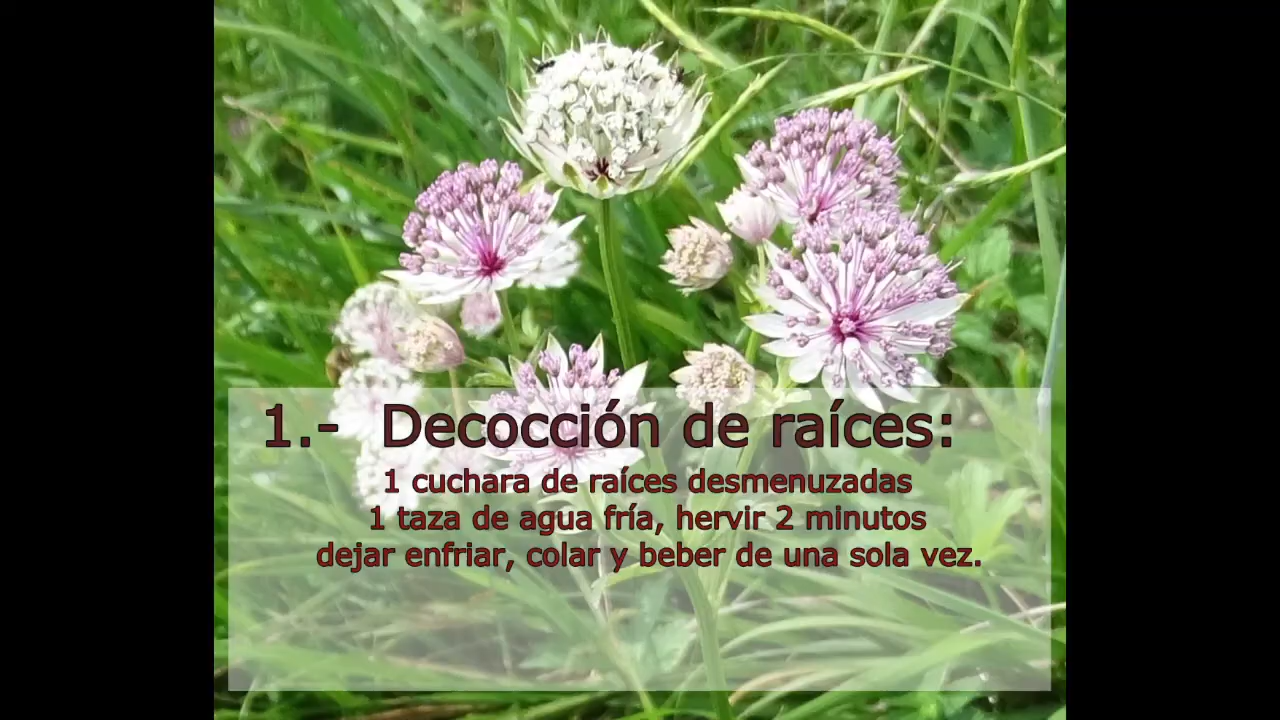 1.- Decocción de raíces:
1 cuchara de raíces desmenuzadas
1 taza de agua fría, hervir 2 minutos
dejar enfriar, colar y beber de una sola vez.